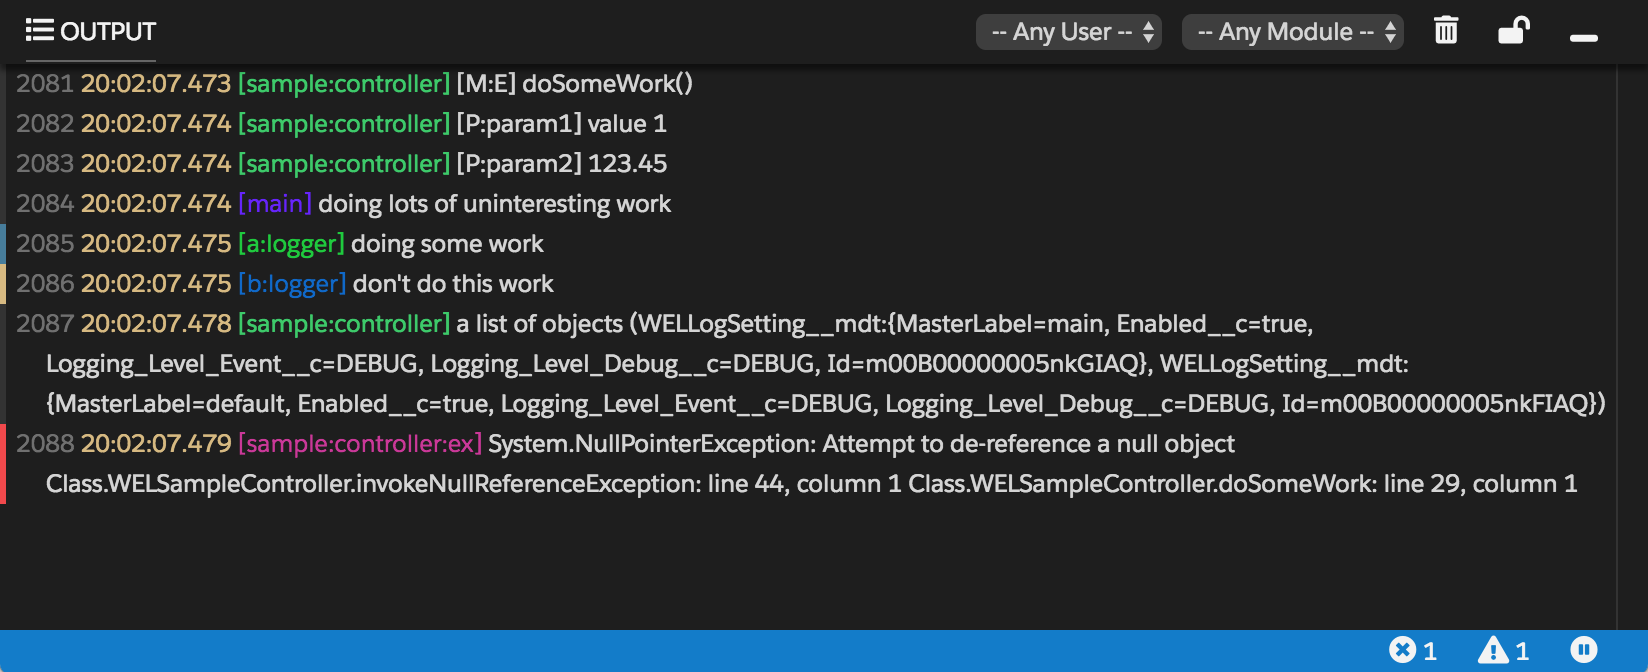 OUTPUT -- Any User -- -- Any Module --
2081 20:02:07.473 [sample:controller] [M:E] doSomeWork()
2082 20:02:07.474 [sample:controller] [P:param1] value 1
2083 20:02:07.474 [sample:controller] [P:param2] 123.45
2084 20:02:07.474 [main] doing lots of uninteresting work
2085 20:02:07.475 [a:logger] doing some work
2086 20:02:07.475 [b:logger] don't do this work
2087 20:02:07.478 [sample:controller] a list of objects (WELLogSetting__mdt:{MasterLabel=main, Enabled__c=true,
Logging_Level_Event__c=DEBUG, Logging_Level_Debug__c=DEBUG, Id=m00B00000005nkGIAQ}, WELLogSetting__mdt:
{MasterLabel=default, Enabled__c=true, Logging_Level_Event__c=DEBUG, Logging_Level_Debug__c=DEBUG, Id=m00B00000005nkFIAQ})
2088 20:02:07.479 [sample:controller:ex] System.NullPointerException: Attempt to de-reference a null object
Class.WELSampleController.invokeNullReferenceException: line 44, column 1 Class.WELSampleController.doSomeWork: line 29, column 1
1 1